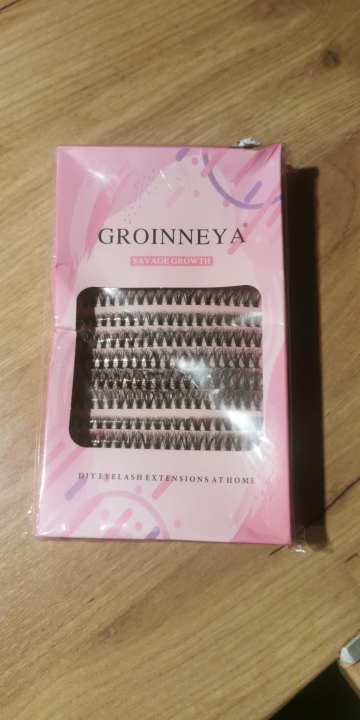 GROINNEYA
SAVAGE GROWTH
DIY EYELASH EXTENSIONS AT HOME